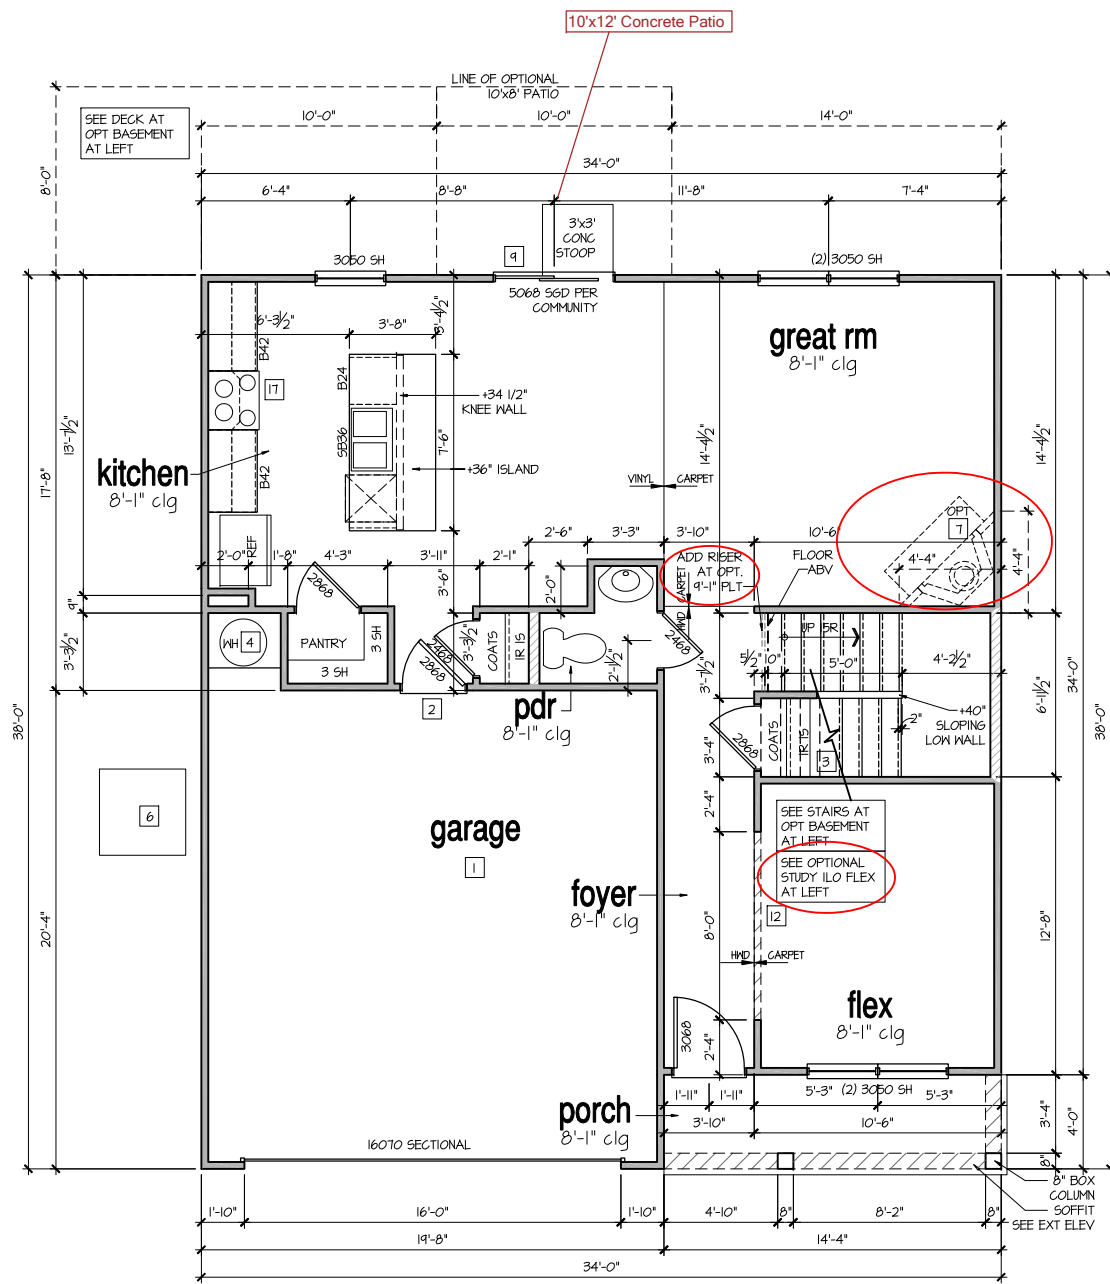 10'x12' Concrete Patio
LINE OF OPTIONAL
10'x8' PATIO
SEE DECK AT
OPT BASEMENT
AT LEFT
10'-0"
10'-0"
14'-0"
34'-0"
8'-0"
6'-4"
8'-8"
11'-8"
7'-4"
3'x3'
CONC
STOOP
9
3050 SH
(2) 3050 SH
5068 SGD PER
COMMUNITY
6'-3½"
3'-8"
5'-4½"
great rm
8'-1" clg
B42
B24
17
+34 1/2"
KNEE WALL
SB36
7'-6"
14'-4½"
14'-4½"
13'-7½"
17'-8"
kitchen
8'-1" clg
B42
+36" ISLAND
VINYL
CARPET
OPT
7
REF
2'-0"
1'-8"
4'-3"
3'-11"
2'-1"
2'-6"
3'-3"
3'-10"
10'-6"
4'-4"
4'-4"
ADD RISER
AT OPT.
9'-1" PLT
FLOOR
ABV
CARPET
HWD
9"
3'-6"
2'-0"
2868
WH
4
PANTRY
3 SH
3 SH
2468
2868
3'-3½"
COATS
1R 1S
2'-1½"
2468
3'-3½"
UP 15R
5½"
10"
5'-0"
4'-2½"
3'-7½"
6'-1½"
34'-0"
38'-0"
38'-0"
2
pdr
8'-1" clg
2868
COATS
1R 1S
3
2"
+40"
SLOPING
LOW WALL
3'-4"
2'-4"
6
garage
1
SEE STAIRS AT
OPT BASEMENT
AT LEFT
SEE OPTIONAL
STUDY ILO FLEX
AT LEFT
12
foyer
8'-1" clg
8'-0"
12'-8"
20'-4"
HWD
CARPET
flex
8'-1" clg
3068
2'-4"
porch
8'-1" clg
1'-11"
1'-11"
5'-3"
(2) 3050 SH
5'-3"
3'-10"
10'-6"
3'-4"
4'-0"
8"
16070 SECTIONAL
8" BOX
COLUMN
SOFFIT
SEE EXT ELEV
1'-10"
16'-0"
1'-10"
4'-10"
8"
8'-2"
8"
19'-8"
14'-4"
34'-0"